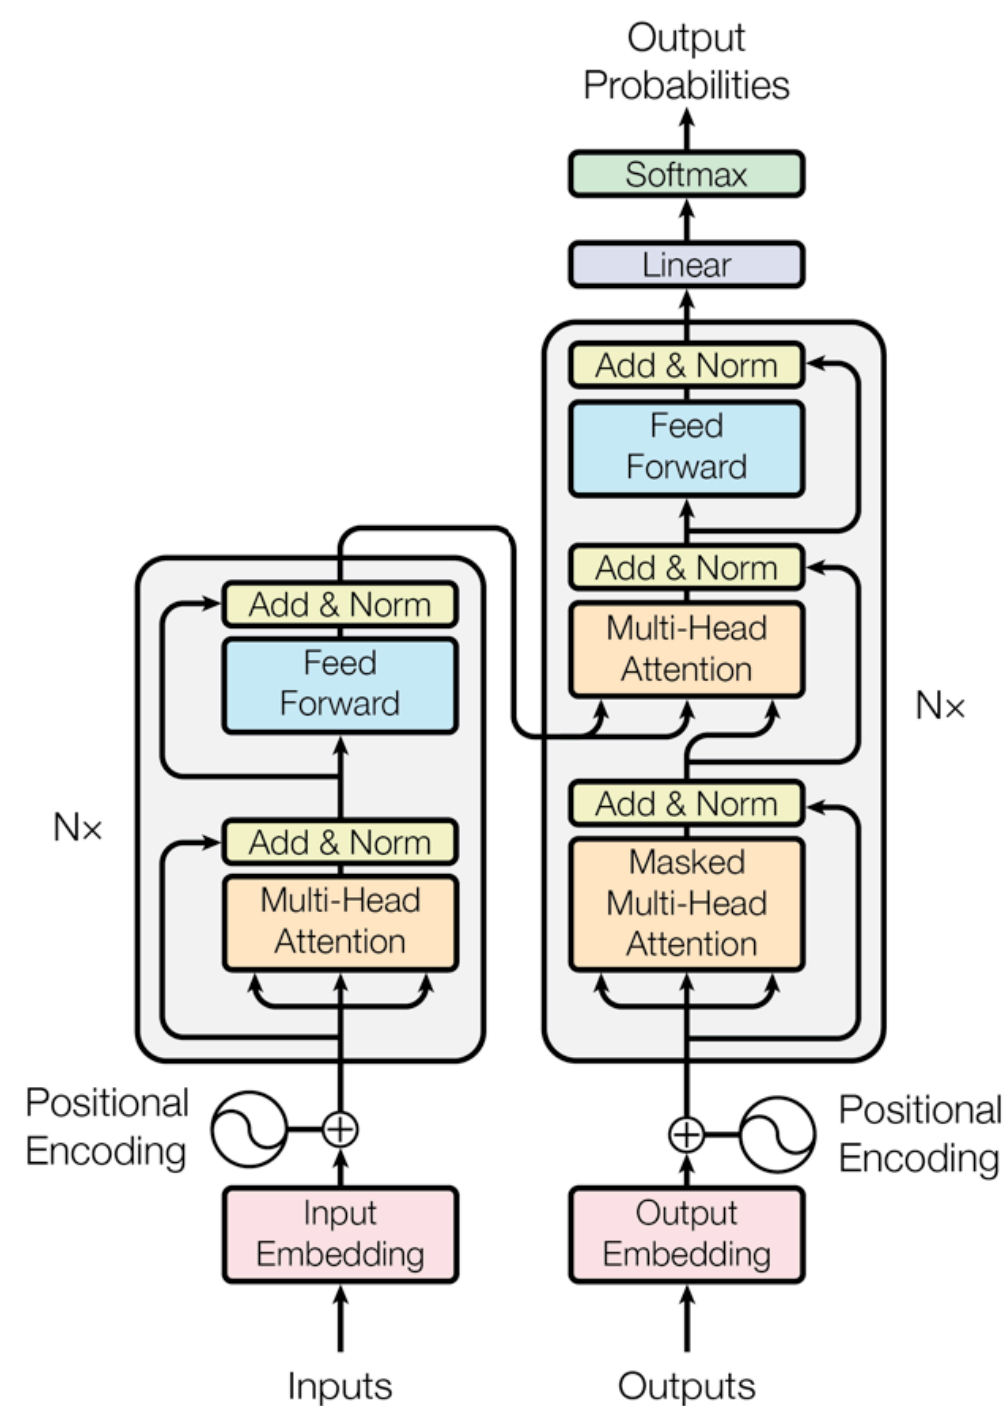 Output
Probabilities
Softmax
Linear
Add & Norm
Feed
Forward
Add & Norm
Multi-Head
Attention
Add & Norm
Masked
Multi-Head
Attention
N×
Add & Norm
Feed
Forward
Add & Norm
Multi-Head
Attention
N×
Positional
Encoding
Input
Embedding
Inputs
Positional
Encoding
Output
Embedding
Outputs